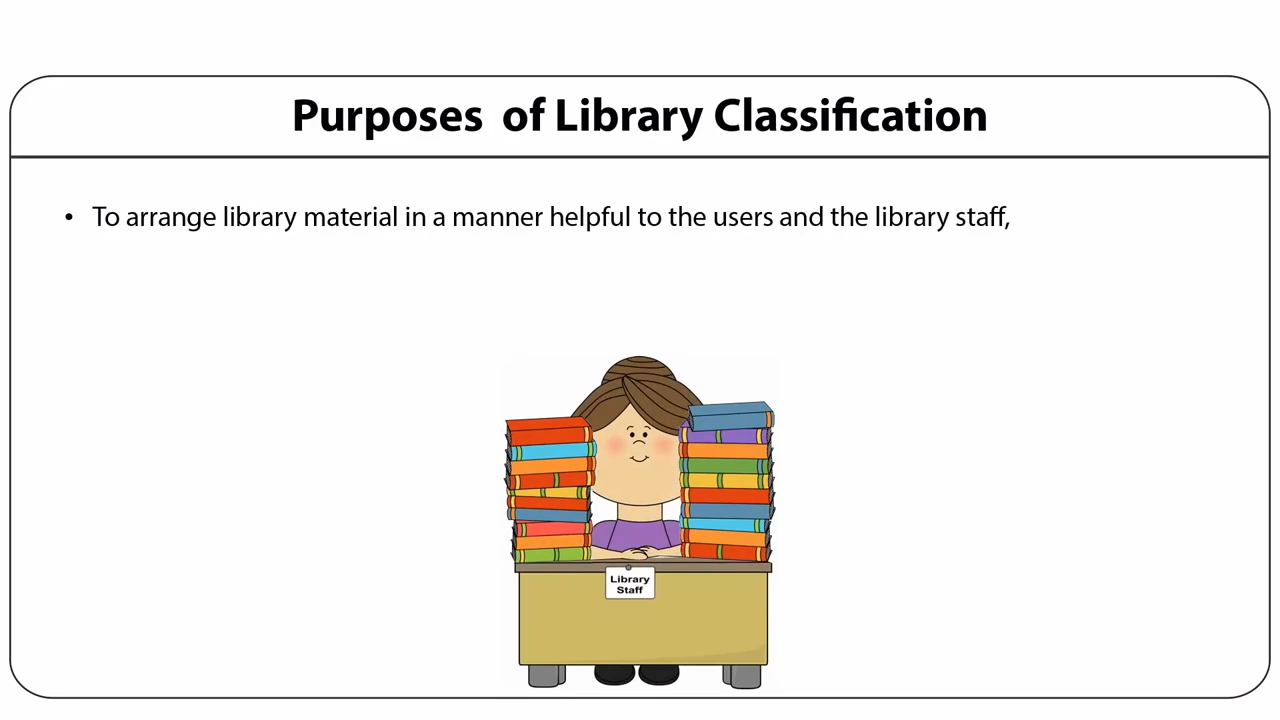 Purposes of Library Classification
• To arrange library material in a manner helpful to the users and the library staff,
Library
Staff